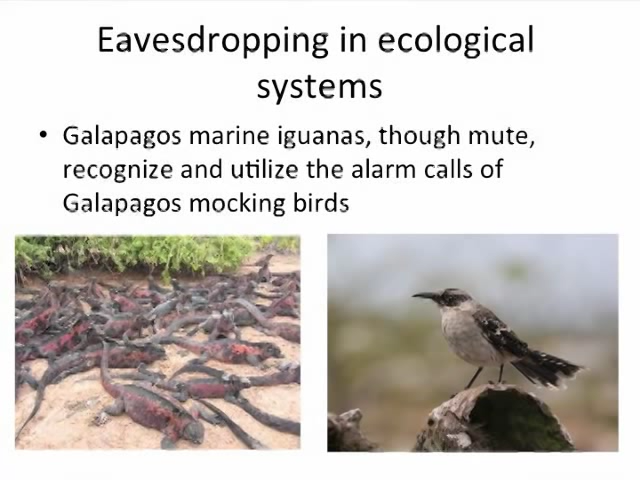 Eavesdropping in ecological
systems
• Galapagos marine iguanas, though mute,
recognize and utilize the alarm calls of
Galapagos mocking birds